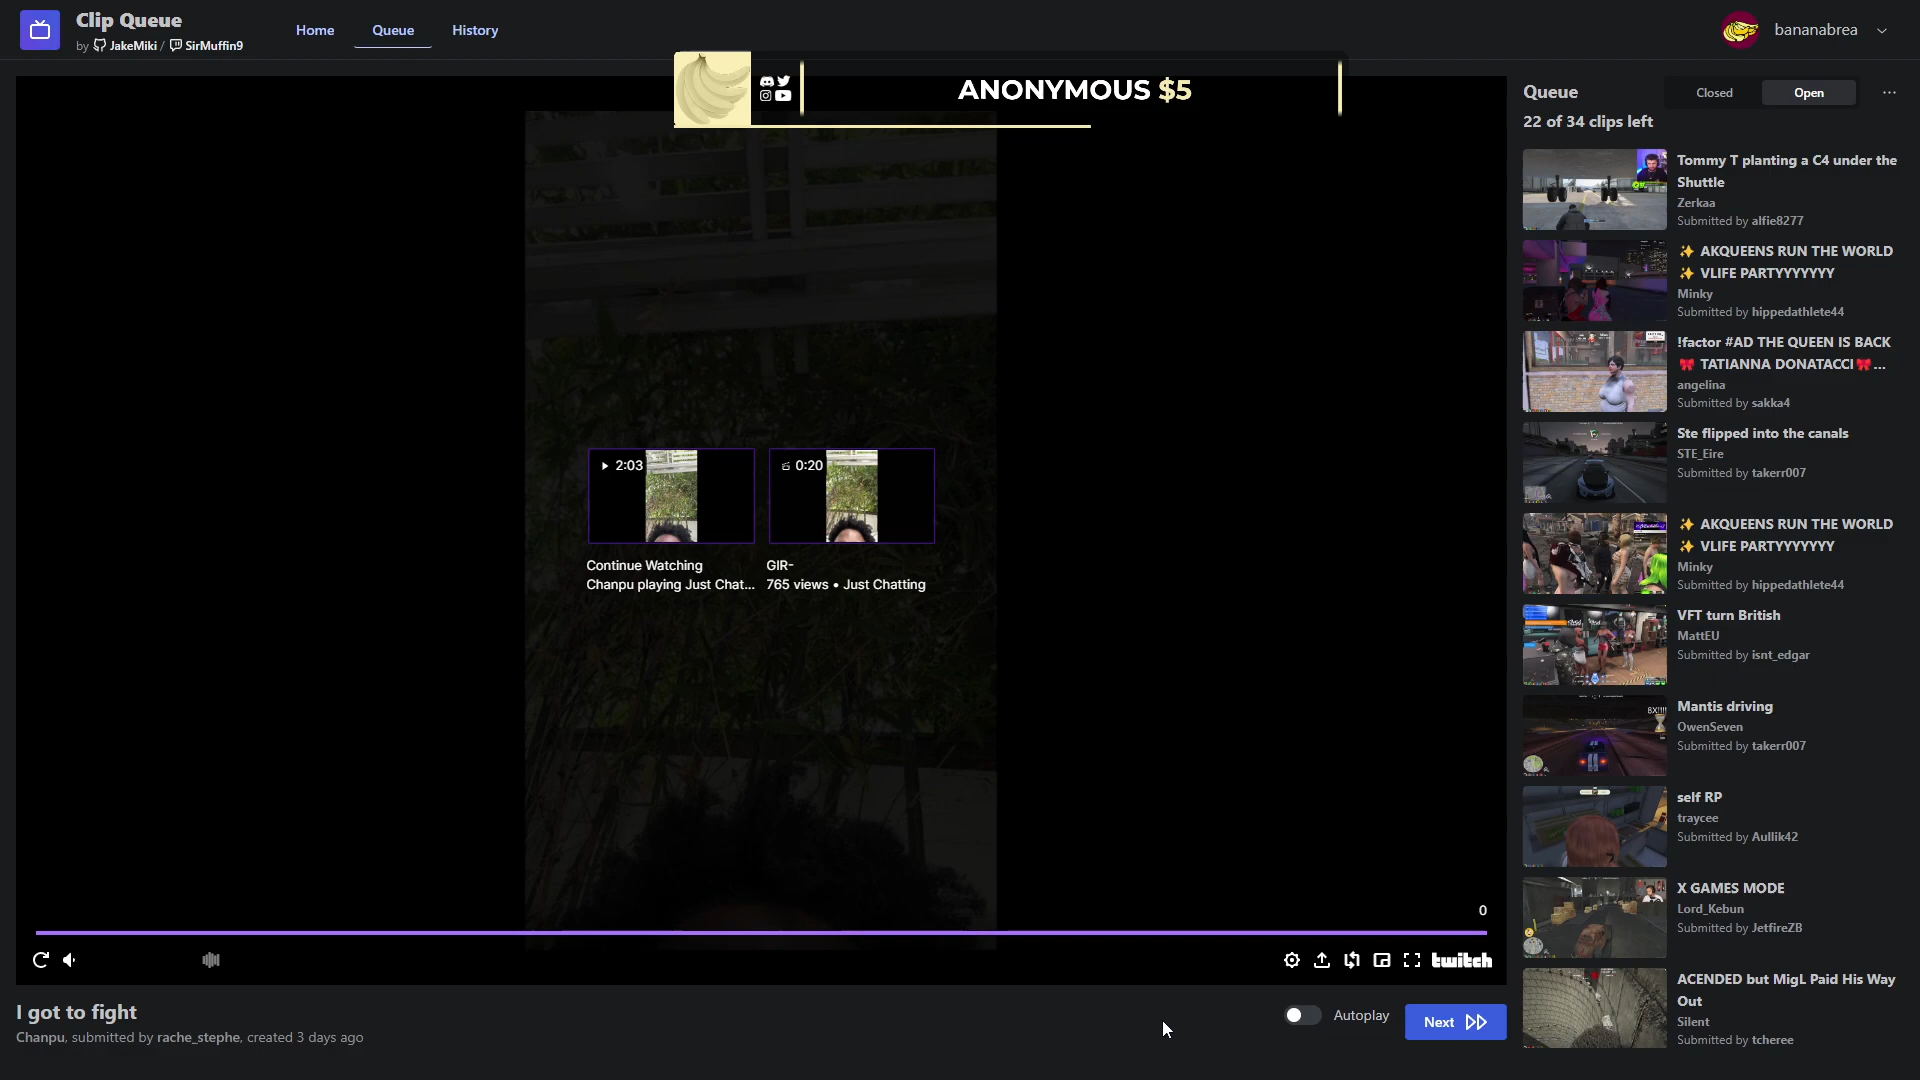 Clip Queue
by JakeMiki / SirMuffin9
Home
Queue
History
bananabrea
ANONYMOUS $5
Queue
Closed
Open
22 of 34 clips left
Tommy T planting a C4 under the
Shuttle
Zerkaa
Submitted by alfie8277
✨ AKQUEENS RUN THE WORLD
✨ VLIFE PARTYYYYYYY
Minky
Submitted by hippedathlete44
!factor #AD THE QUEEN IS BACK
🎀 TATIANNA DONATACCI🎀...
angelina
Submitted by sakka4
Ste flipped into the canals
STE_Eire
Submitted by takerr007
✨ AKQUEENS RUN THE WORLD
✨ VLIFE PARTYYYYYYY
Minky
Submitted by hippedathlete44
VFT turn British
MattEU
Submitted by isnt_edgar
Mantis driving
OwenSeven
Submitted by takerr007
self RP
traycee
Submitted by Aullik42
X GAMES MODE
Lord_Kebun
Submitted by JetfireZB
ACENDED but MigL Paid His Way
Out
Silent
Submitted by tcheree
2:03
0:20
Continue Watching
Chanpu playing Just Chat...
GIR-
765 views • Just Chatting
0
twitch
I got to fight
Chanpu, submitted by rache_stephe, created 3 days ago
Autoplay
Next